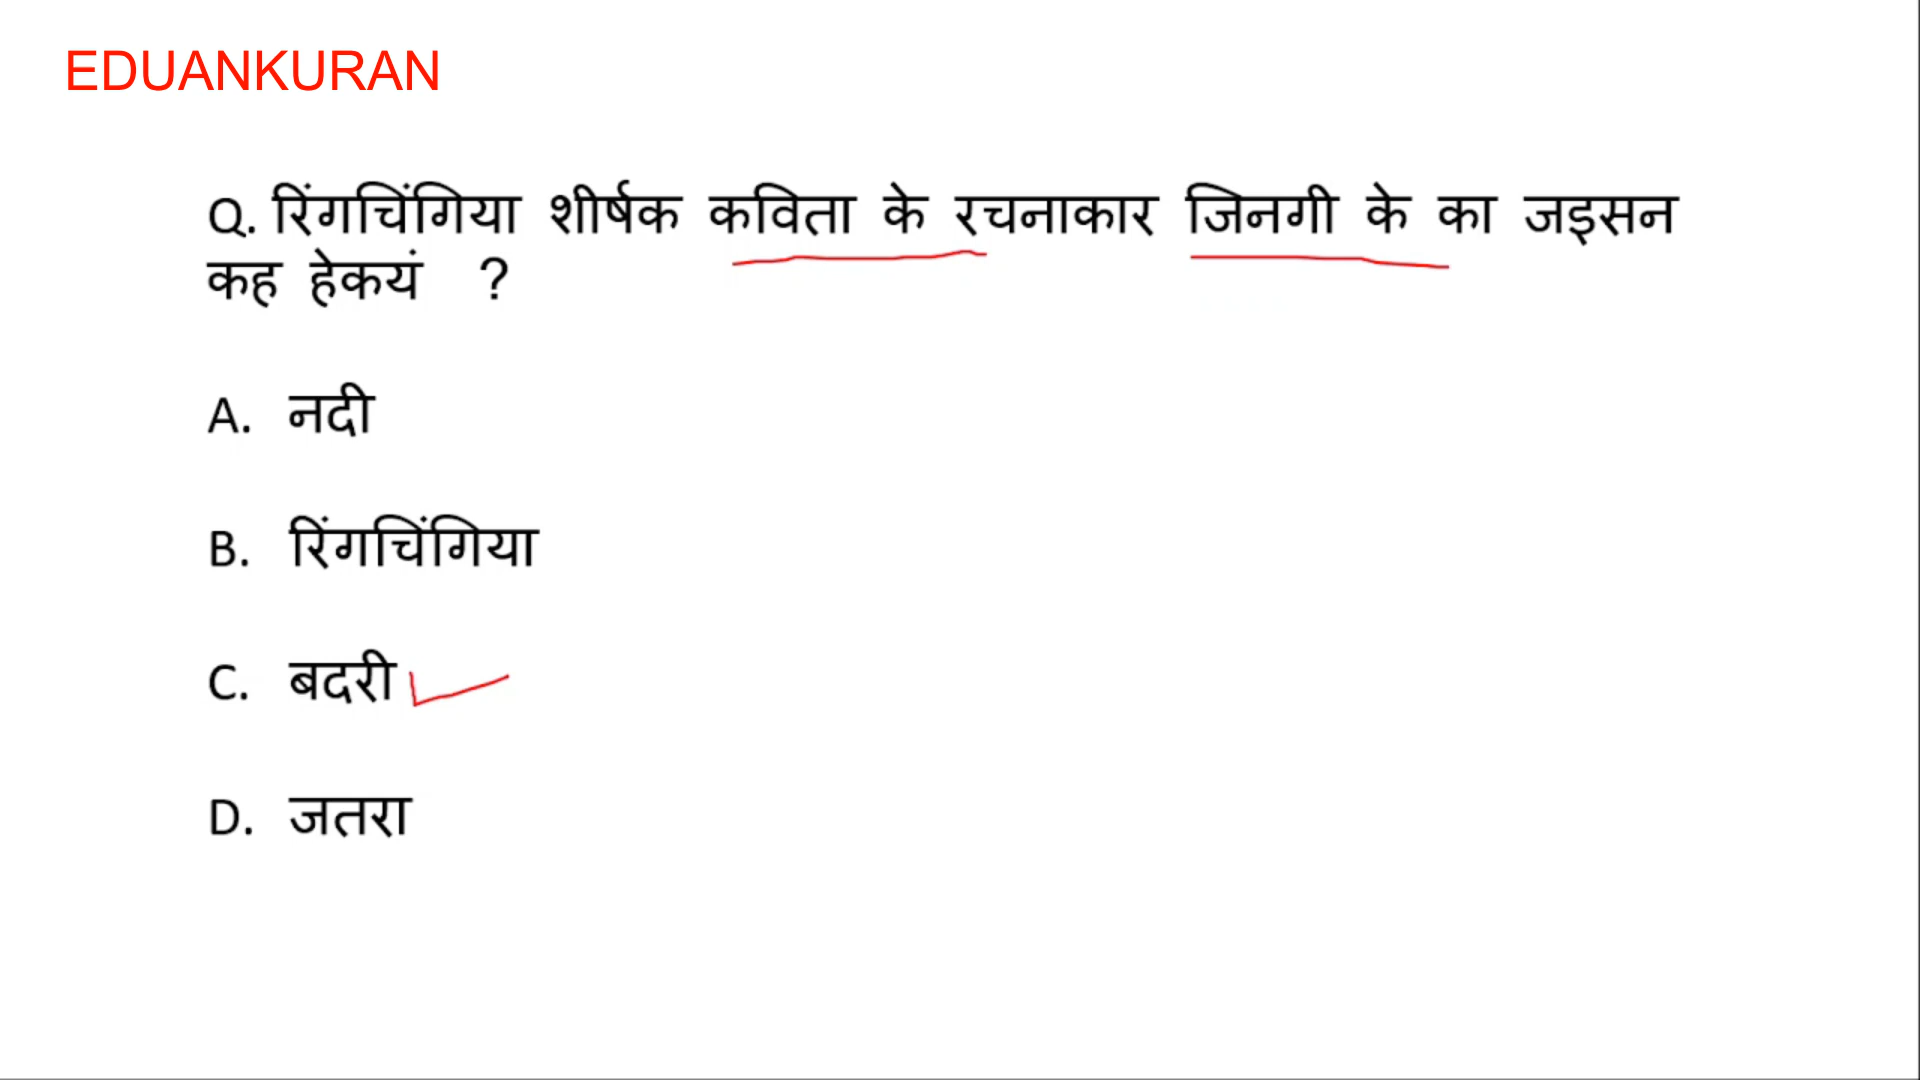 EDUANKURAN
Q. रिंगचिंगिया शीर्षक कविता के रचनाकार जिनगी के का जइसन
कह हेकयं ?
A. नदी
B. रिंगचिंगिया
C. बदरी
D. जतरा